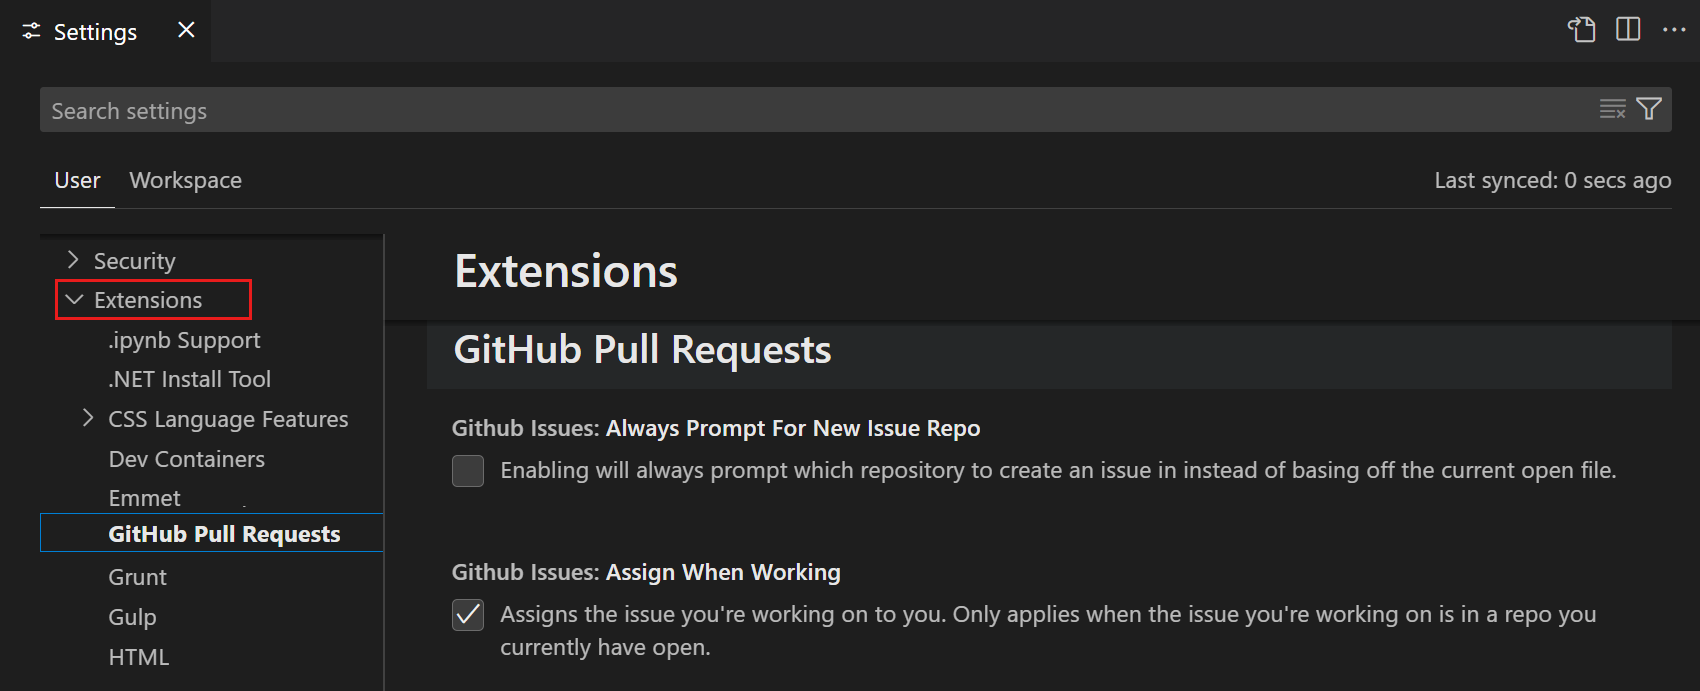 Settings
Search settings
User Workspace Last synced: 0 secs ago
Security
Extensions
.ipynb Support
.NET Install Tool
CSS Language Features
Dev Containers
Emmet
GitHub Pull Requests
Grunt
Gulp
HTML
Extensions
GitHub Pull Requests
Github Issues: Always Prompt For New Issue Repo
Enabling will always prompt which repository to create an issue in instead of basing off the current open file.
Github Issues: Assign When Working
Assigns the issue you're working on to you. Only applies when the issue you're working on is in a repo you
currently have open.